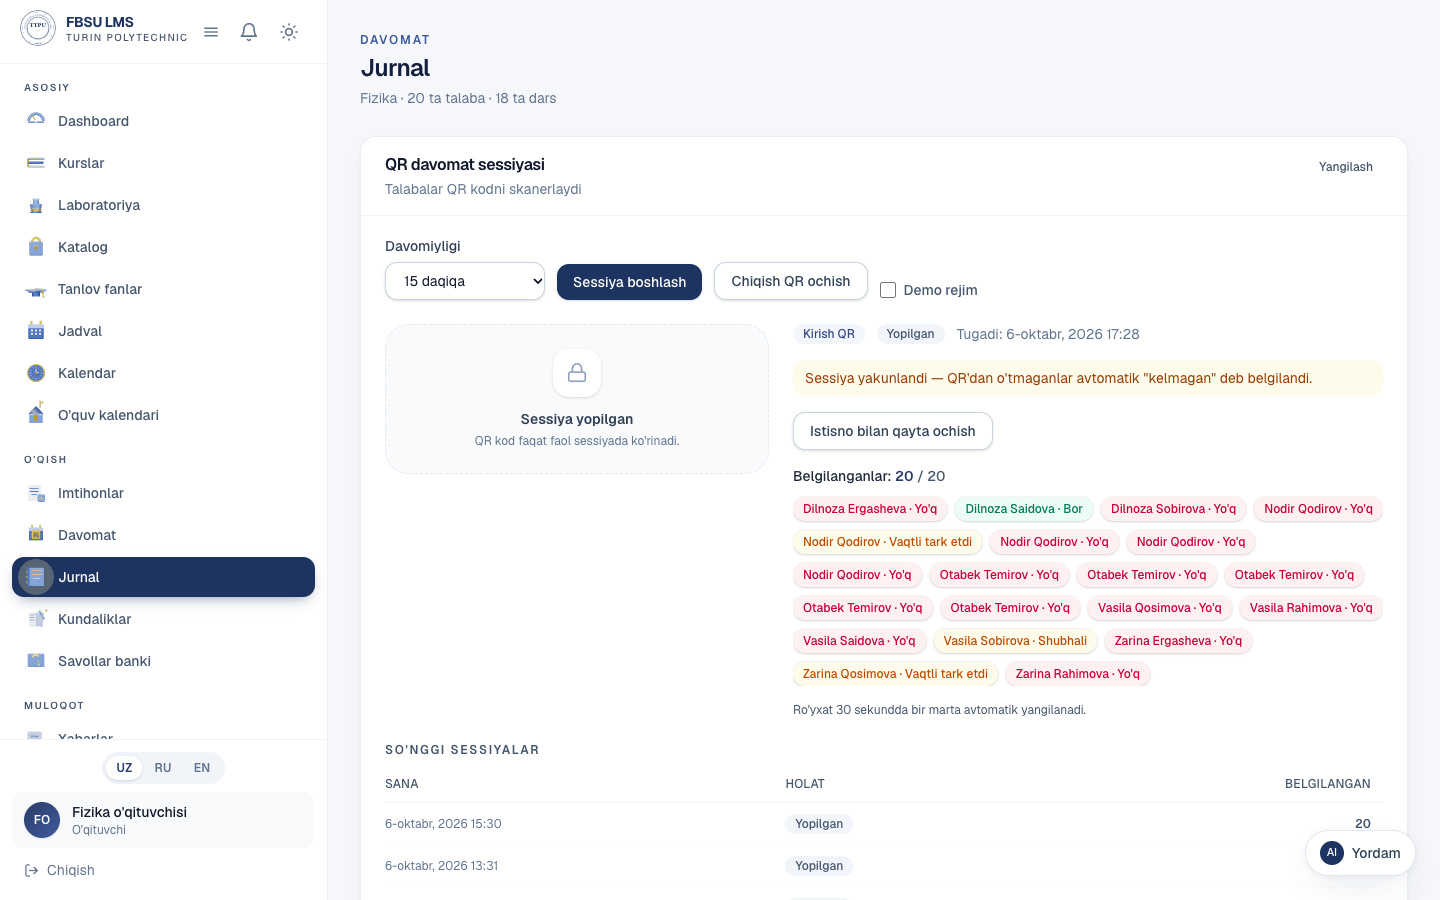 TTPU
FBSU LMS
TURIN POLYTECHNIC
ASOSIY
Dashboard
Kurslar
Laboratoriya
Katalog
Tanlov fanlar
Jadval
Kalendar
O'quv kalendari
O'QISH
Imtihonlar
Davomat
Jurnal
Kundaliklar
Savollar banki
MULOQOT
Xabarlar
UZ RU EN
FO
Fizika o'qituvchisi
O'qituvchi
Chiqish
DAVOMAT
Jurnal
Fizika · 20 ta talaba · 18 ta dars
QR davomat sessiyasi
Talabalar QR kodni skanerlaydi
Yangilash
Davomiyligi
15 daqiqa Sessiya boshlash Chiqish QR ochish Demo rejim
Sessiya yopilgan
QR kod faqat faol sessiyada ko'rinadi.
Kirish QR Yopilgan Tugadi: 6-oktabr, 2026 17:28
Sessiya yakunlandi — QR'dan o'tmaganlar avtomatik "kelmagan" deb belgilandi.
Istisno bilan qayta ochish
Belgilanganlar: 20 / 20
Dilnoza Ergasheva · Yo'q Dilnoza Saidova · Bor Dilnoza Sobirova · Yo'q Nodir Qodirov · Yo'q
Nodir Qodirov · Vaqtli tark etdi Nodir Qodirov · Yo'q Nodir Qodirov · Yo'q
Nodir Qodirov · Yo'q Otabek Temirov · Yo'q Otabek Temirov · Yo'q Otabek Temirov · Yo'q
Otabek Temirov · Yo'q Otabek Temirov · Yo'q Vasila Qosimova · Yo'q Vasila Rahimova · Yo'q
Vasila Saidova · Yo'q Vasila Sobirova · Shubhali Zarina Ergasheva · Yo'q
Zarina Qosimova · Vaqtli tark etdi Zarina Rahimova · Yo'q
Ro'yxat 30 sekundda bir marta avtomatik yangilanadi.
SO'NGGI SESSIYALAR
SANA HOLAT BELGILANGAN
6-oktabr, 2026 15:30 Yopilgan 20
6-oktabr, 2026 13:31 Yopilgan
AI Yordam